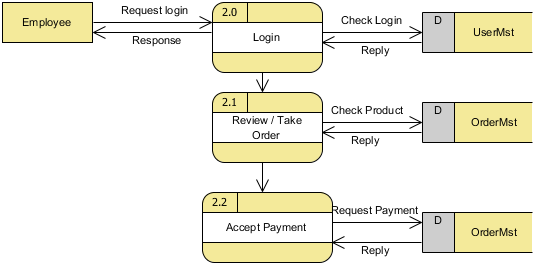 Request login
2.0
Check Login
D
Employee
Login
UserMst
Response
Reply
2.1
Check Product
D
Review / Take
Order
OrderMst
Reply
2.2
Request Payment
D
Accept Payment
OrderMst
Reply